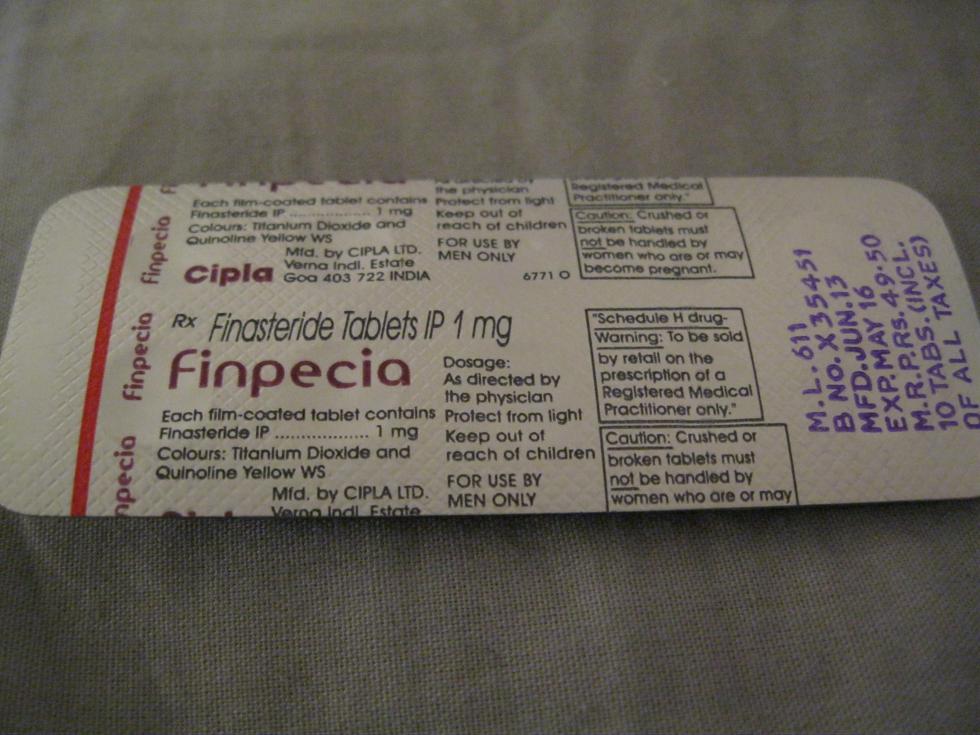 Finpecia
Each film-coated tablet contains
Finasteride IP .................... 1 mg
Colours: Titanium Dioxide and
Quinoline Yellow WS
Mfd. by CIPLA LTD.
Verna Indl. Estate
Cipla Goa 403 722 INDIA
the physician
Protect from light
Keep out of
reach of children
FOR USE BY
MEN ONLY
6771 O
Registered Medical
Practitioner only."
Caution: Crushed or
broken tablets must
not be handled by
women who are or may
become pregnant.
Finpecia
Finpecia
Rx Finasteride Tablets IP 1 mg
Finpecia
Each film-coated tablet contains
Finasteride IP ................... 1 mg
Colours: Titanium Dioxide and
Quinoline Yellow WS
Mfd. by CIPLA LTD.
Verna Indl. Estate
Dosage:
As directed by
the physician
Protect from light
Keep out of
reach of children
FOR USE BY
MEN ONLY
"Schedule H drug-
Warning: To be sold
by retail on the
prescription of a
Registered Medical
Practitioner only."
Caution: Crushed or
broken tablets must
not be handled by
women who are or may
M.L. 611
B NO. X35451
MFD.JUN.13
EXP.MAY 16
M.R.P.RS.49.50
10 TABS.(INCL.
OF ALL TAXES)